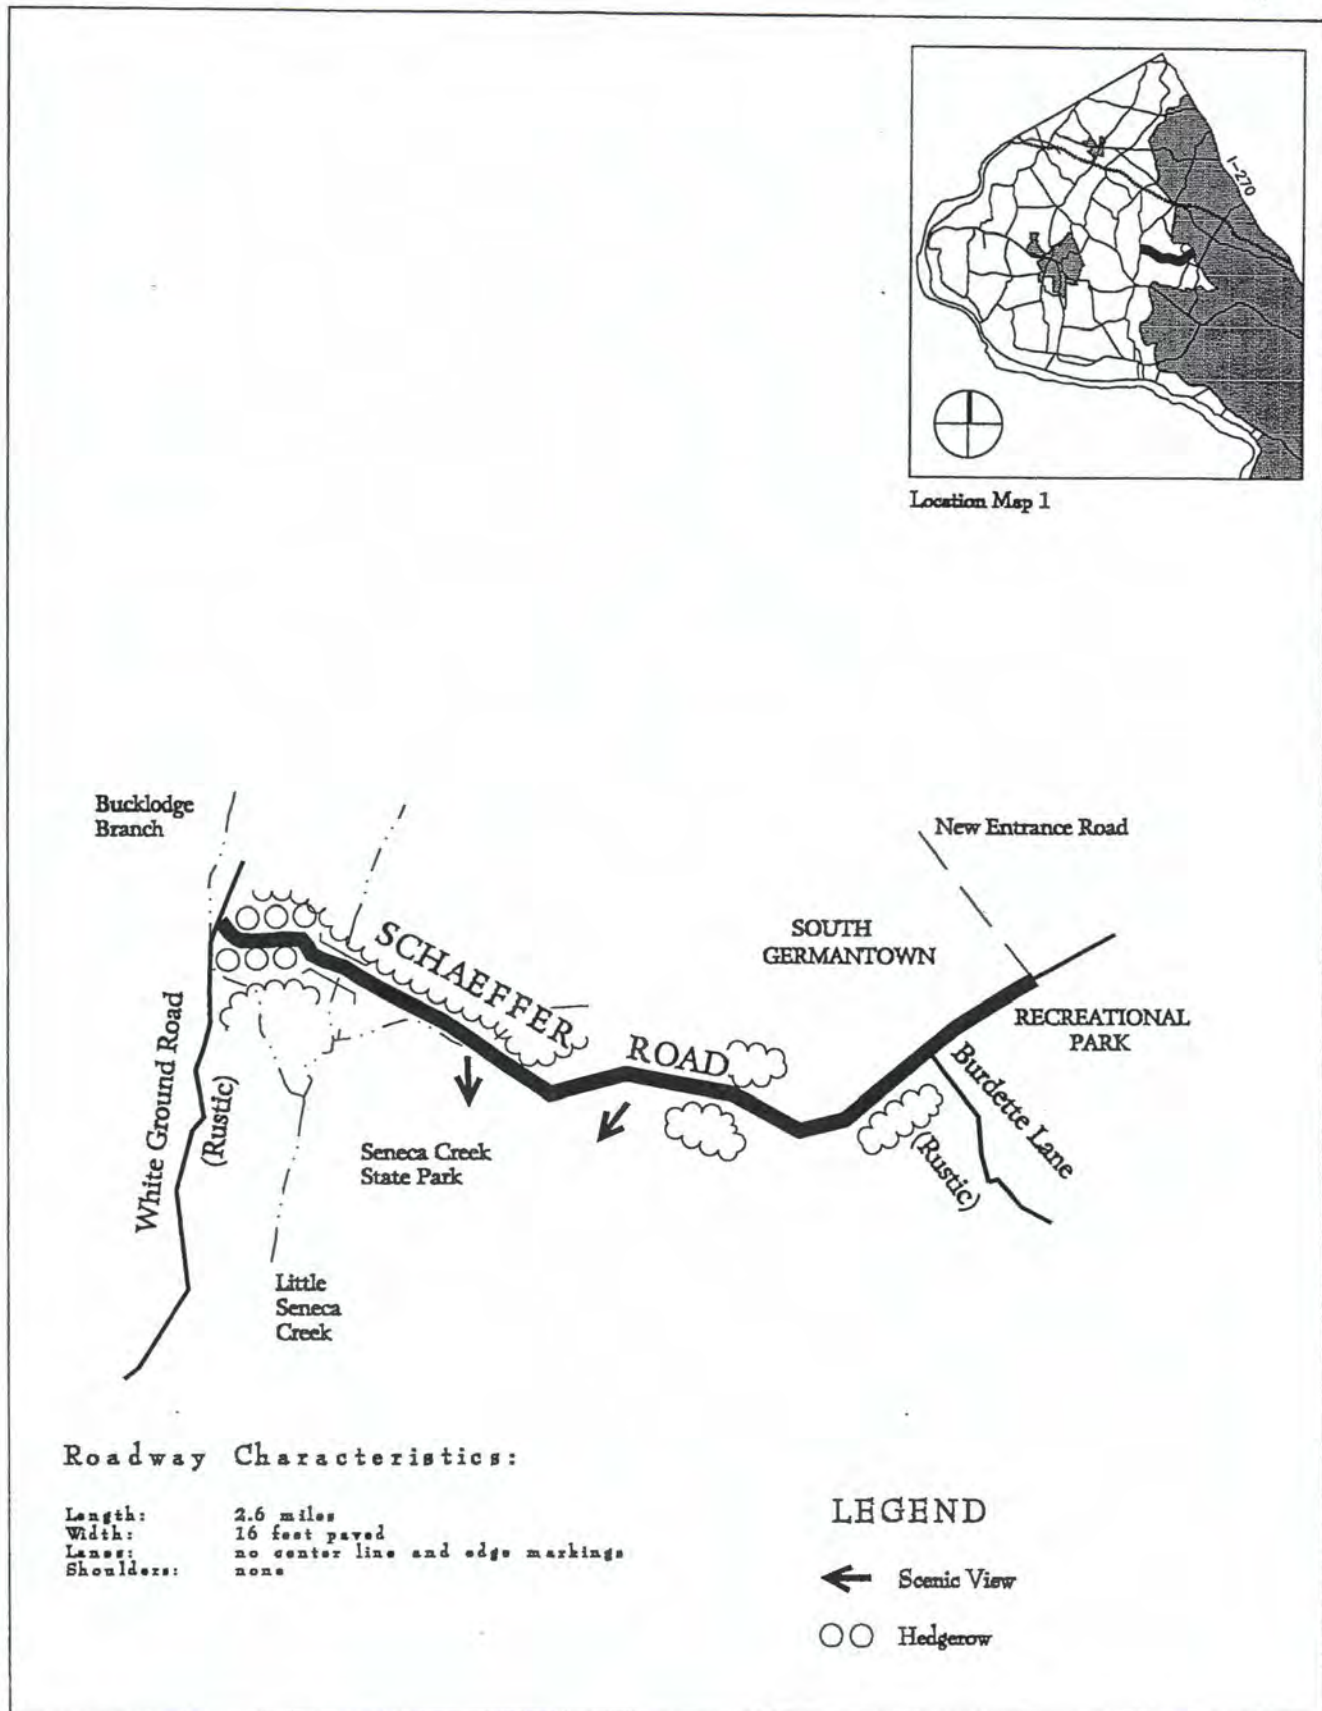 I-270
Location Map 1
Bucklodge
Branch
New Entrance Road
SCHAEFFER ROAD
SOUTH
GERMANTOWN
RECREATIONAL
PARK
White Ground Road
(Rustic)
Burdette Lane
(Rustic)
Seneca Creek
State Park
Little
Seneca
Creek
Roadway Characteristics:
Length: 2.6 miles
Width: 16 feet paved
Lanes: no center line and edge markings
Shoulders: none
LEGEND
Scenic View
Hedgerow